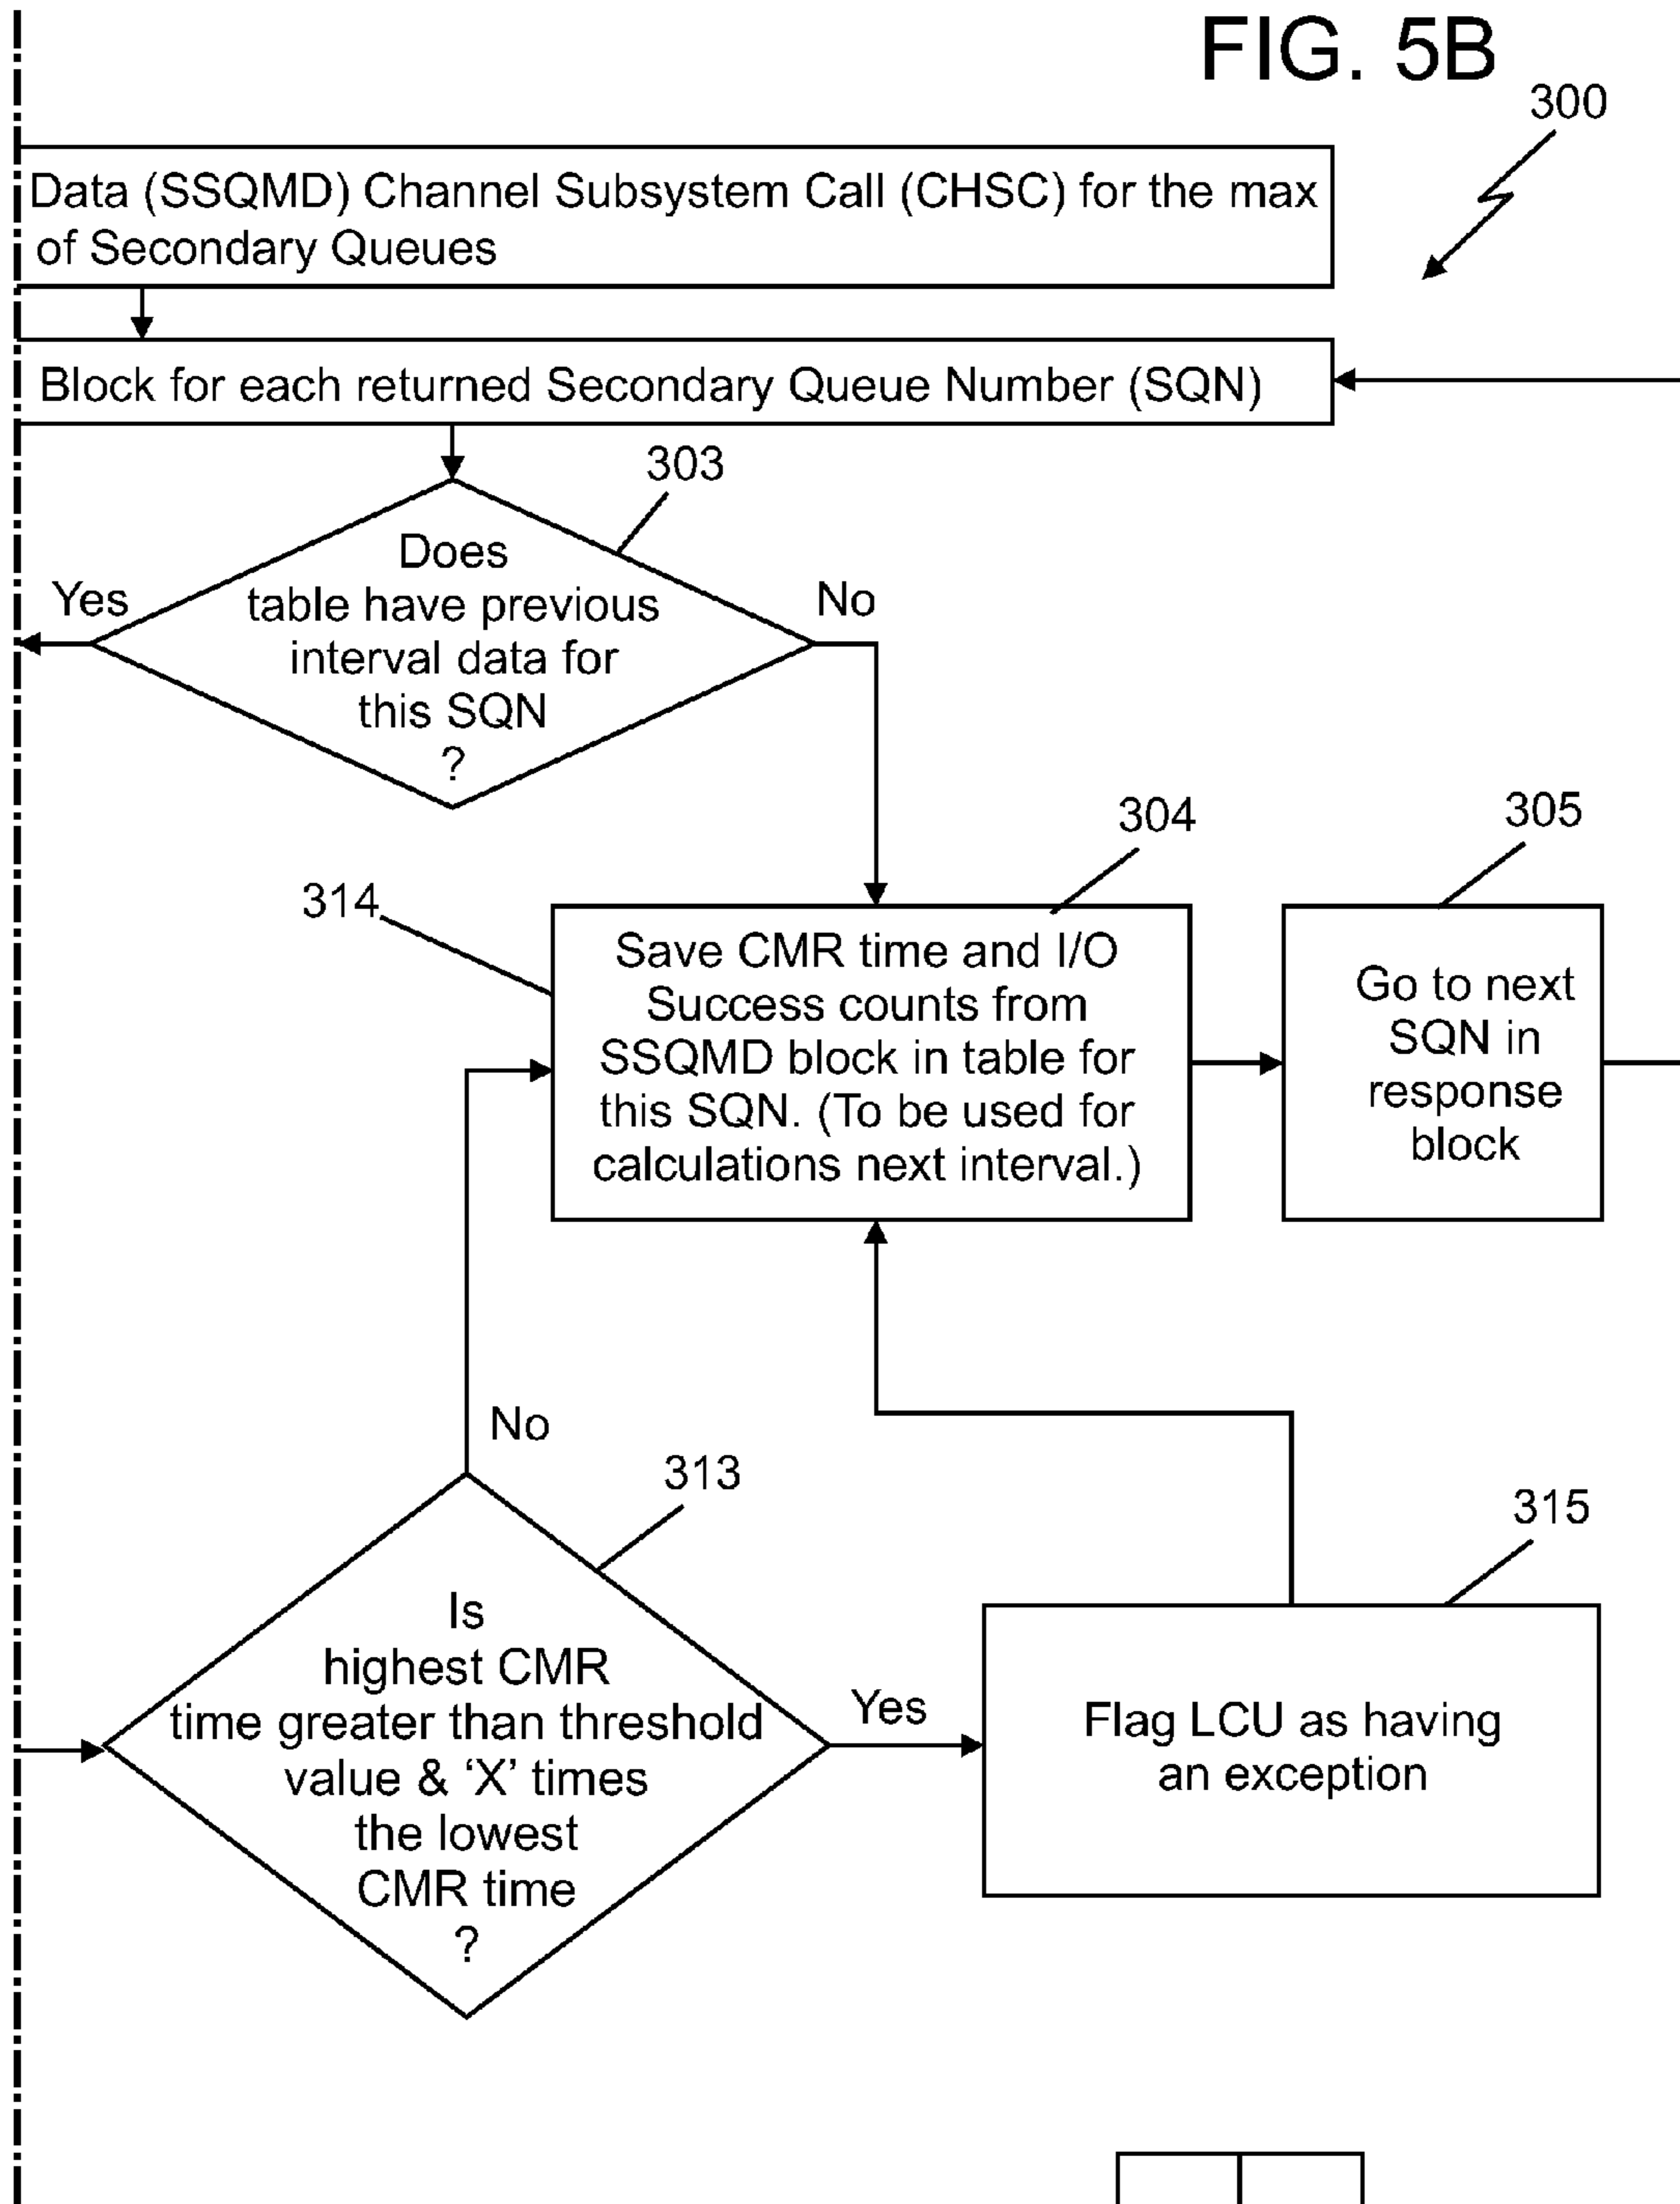 FIG. 5B
300
Data (SSQMD) Channel Subsystem Call (CHSC) for the max
of Secondary Queues
Block for each returned Secondary Queue Number (SQN)
303
Does
table have previous
interval data for
this SQN
?
Yes
No
304
305
314
Save CMR time and I/O
Success counts from
SSQMD block in table for
this SQN. (To be used for
calculations next interval.)
Go to next
SQN in
response
block
No
313
315
Is
highest CMR
time greater than threshold
value & ‘X’ times
the lowest
CMR time
?
Yes
Flag LCU as having
an exception